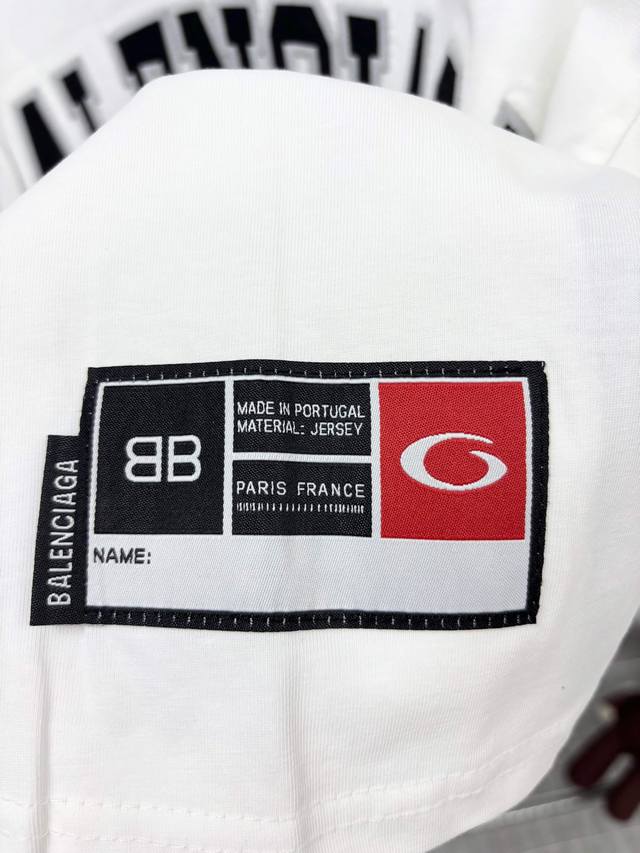 BALENCIAGA
BB
MADE IN PORTUGAL
MATERIAL: JERSEY
PARIS FRANCE
NAME: